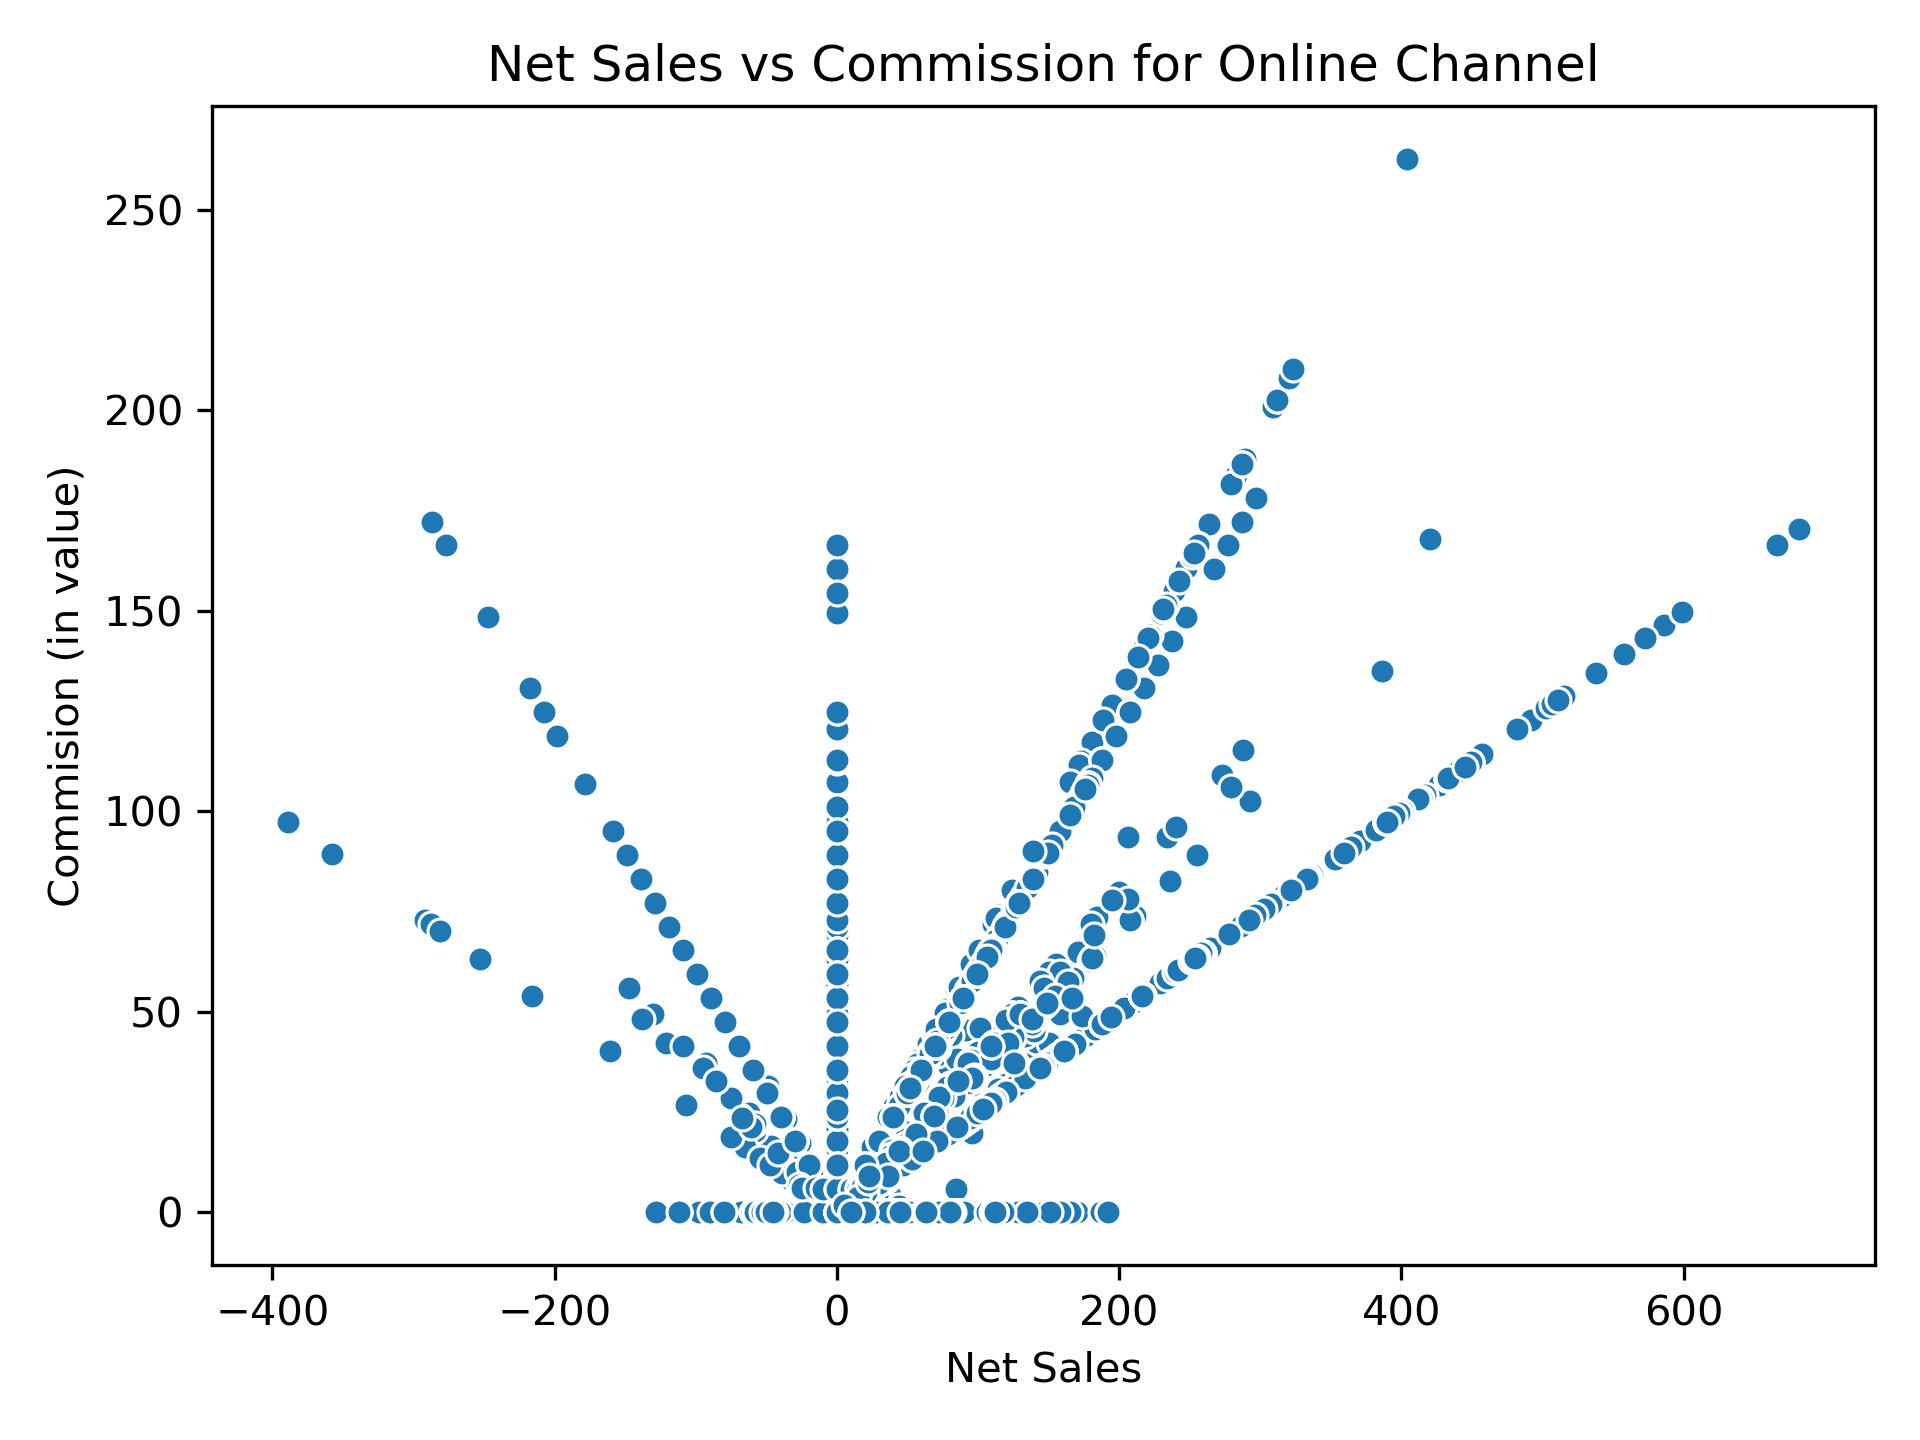 Net Sales vs Commission for Online Channel
250
200
150
100
50
0
Commision (in value)
−400 −200 0 200 400 600
Net Sales